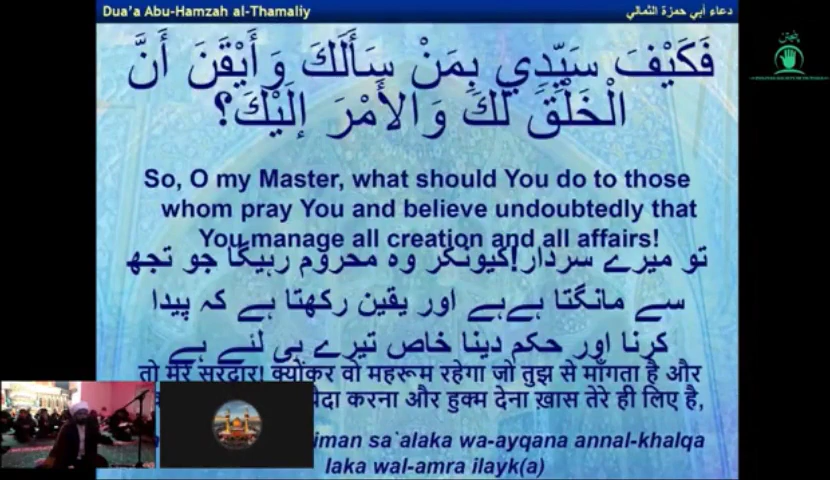 Dua'a Abu-Hamzah al-Thamaliy
دعاء أبي حمزة الثمالي
فَكَيْفَ سَيِّدِي بِمَنْ سَأَلَكَ وَأَيْقَنَ أَنَّ
الْخَلْقَ لَكَ وَالأَمْرَ إِلَيْكَ؟
So, O my Master, what should You do to those
whom pray You and believe undoubtedly that
You manage all creation and all affairs!
تو میرے سردار!کیونکر وہ محروم رہیگا جو تجھ
سے مانگتا ہےہے اور یقین رکھتا ہے کہ پیدا
کرنا اور حکم دینا خاص تیرے ہی لئے ہے
तो मेरे सरदार! क्योंकर वो महरूम रहेगा जो तुझ से माँगता है और
पैदा करना और हुक्म देना ख़ास तेरे ही लिए है,
iman sa`alaka wa-ayqana annal-khalqa
laka wal-amra ilayk(a)